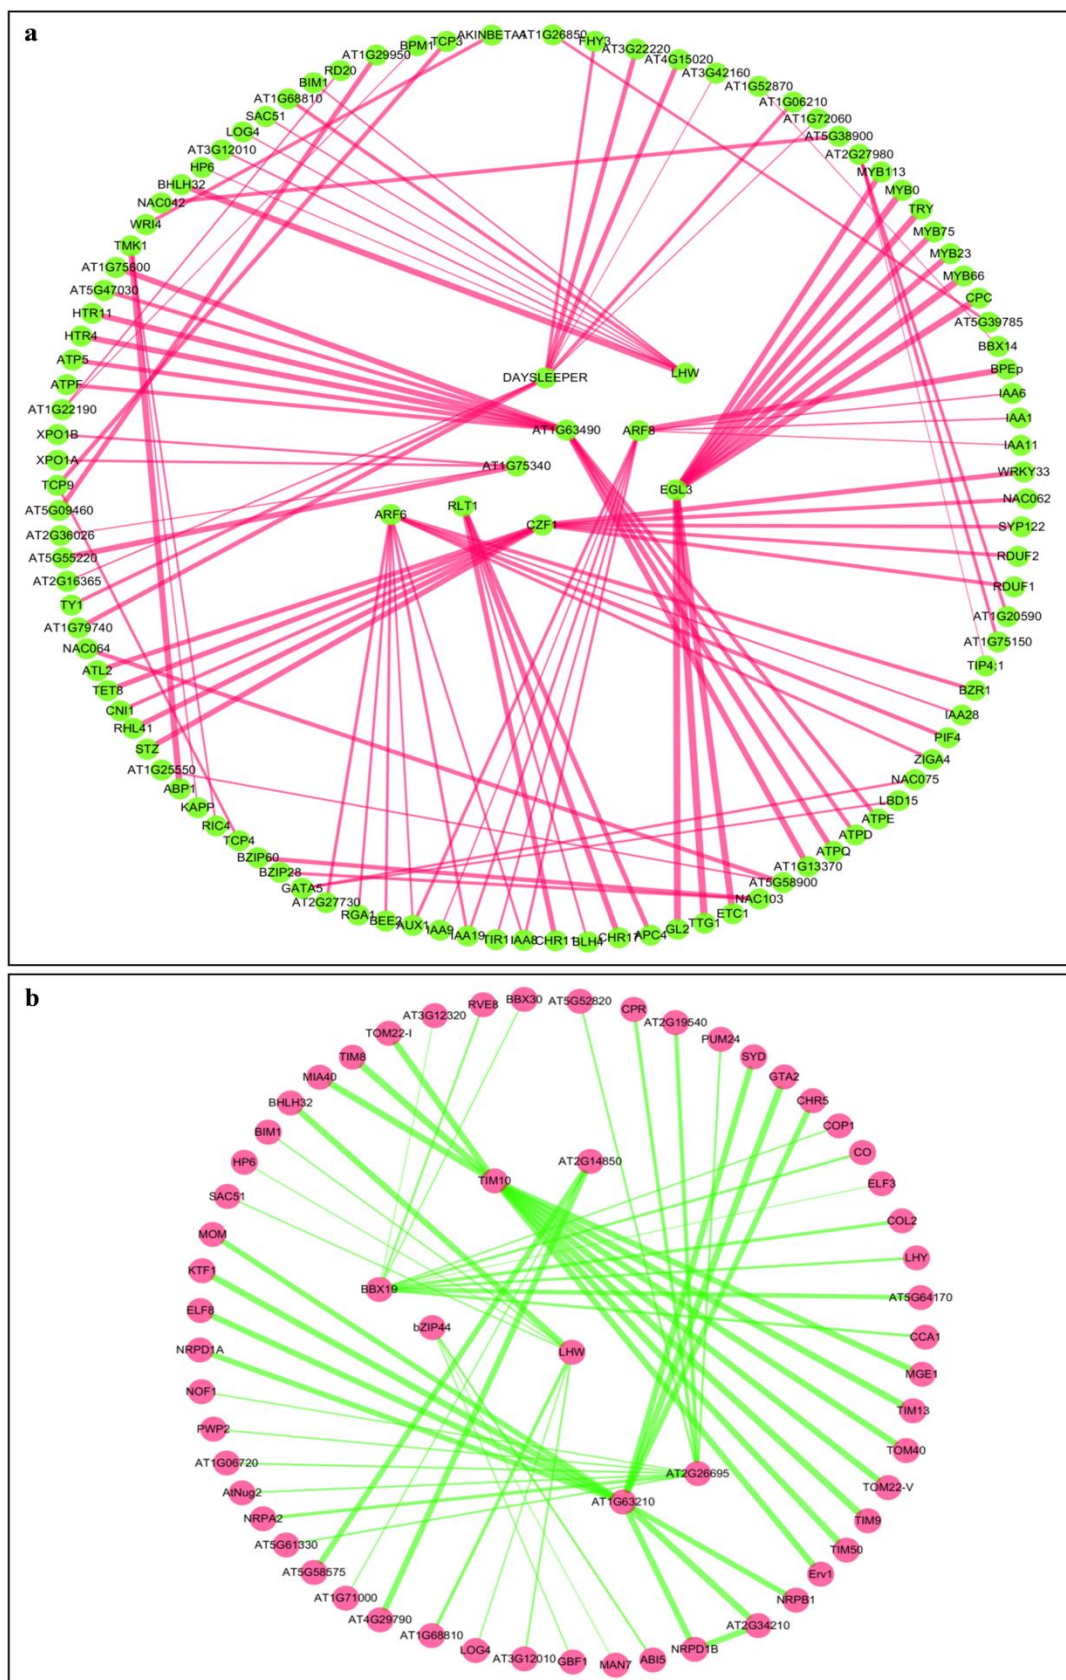 a
AKINBETA1
AT1G26850
TCP3
FHY3
BPM1
AT3G22220
AT1G29950
AT4G15020
RD20
AT3G42160
BIM1
AT1G52870
AT1G68810
AT1G06210
SAC51
AT1G72060
LOG4
AT5G38900
AT3G12010
AT2G27980
HP6
MYB113
BHLH32
MYB0
NAC042
TRY
WRI4
MYB75
TMK1
MYB23
AT1G75600
MYB66
AT5G47030
CPC
HTR11
AT5G39785
HTR4
BBX14
ATP5
BPEp
ATPF
IAA6
AT1G22190
IAA1
XPO1B
IAA11
XPO1A
WRKY33
TCP9
NAC062
AT5G09460
SYP122
AT2G36026
RDUF2
AT5G55220
RDUF1
AT2G16365
AT1G20590
TY1
AT1G75150
AT1G79740
TIP4;1
NAC064
BZR1
ATL2
IAA28
TET8
PIF4
CNI1
ZIGA4
RHL41
NAC075
STZ
LBD15
AT1G25550
ATPE
ABP1
ATPD
KAPP
ATPQ
RIC4
AT1G13370
TCP4
AT5G58900
BZIP60
NAC103
BZIP28
ETC1
GATA5
TTG1
AT2G27730
GL2
RGA1
APC4
BEE2
CHR17
AUX1
BLH4
IAA9
CHR11
IAA19
IAA8
TIR1
DAYSLEEPER
LHW
AT1G63490
ARF8
AT1G75340
EGL3
RLT1
ARF6
CZF1
b
BBX30
AT5G52820
RVE8
CPR
AT3G12320
AT2G19540
TOM22-I
PUM24
TIM8
SYD
MIA40
GTA2
BHLH32
CHR5
BIM1
COP1
HP6
CO
SAC51
ELF3
MOM
COL2
KTF1
LHY
ELF8
AT5G64170
NRPD1A
CCA1
NOF1
MGE1
PWP2
TIM13
AT1G06720
TOM40
AtNug2
TOM22-V
NRPA2
TIM9
AT5G61330
TIM50
AT5G58575
Erv1
AT1G71000
NRPB1
AT4G29790
AT2G34210
AT1G68810
NRPD1B
LOG4
ABI5
AT3G12010
MAN7
GBF1
AT2G14850
TIM10
BBX19
bZIP44
LHW
AT2G26695
AT1G63210